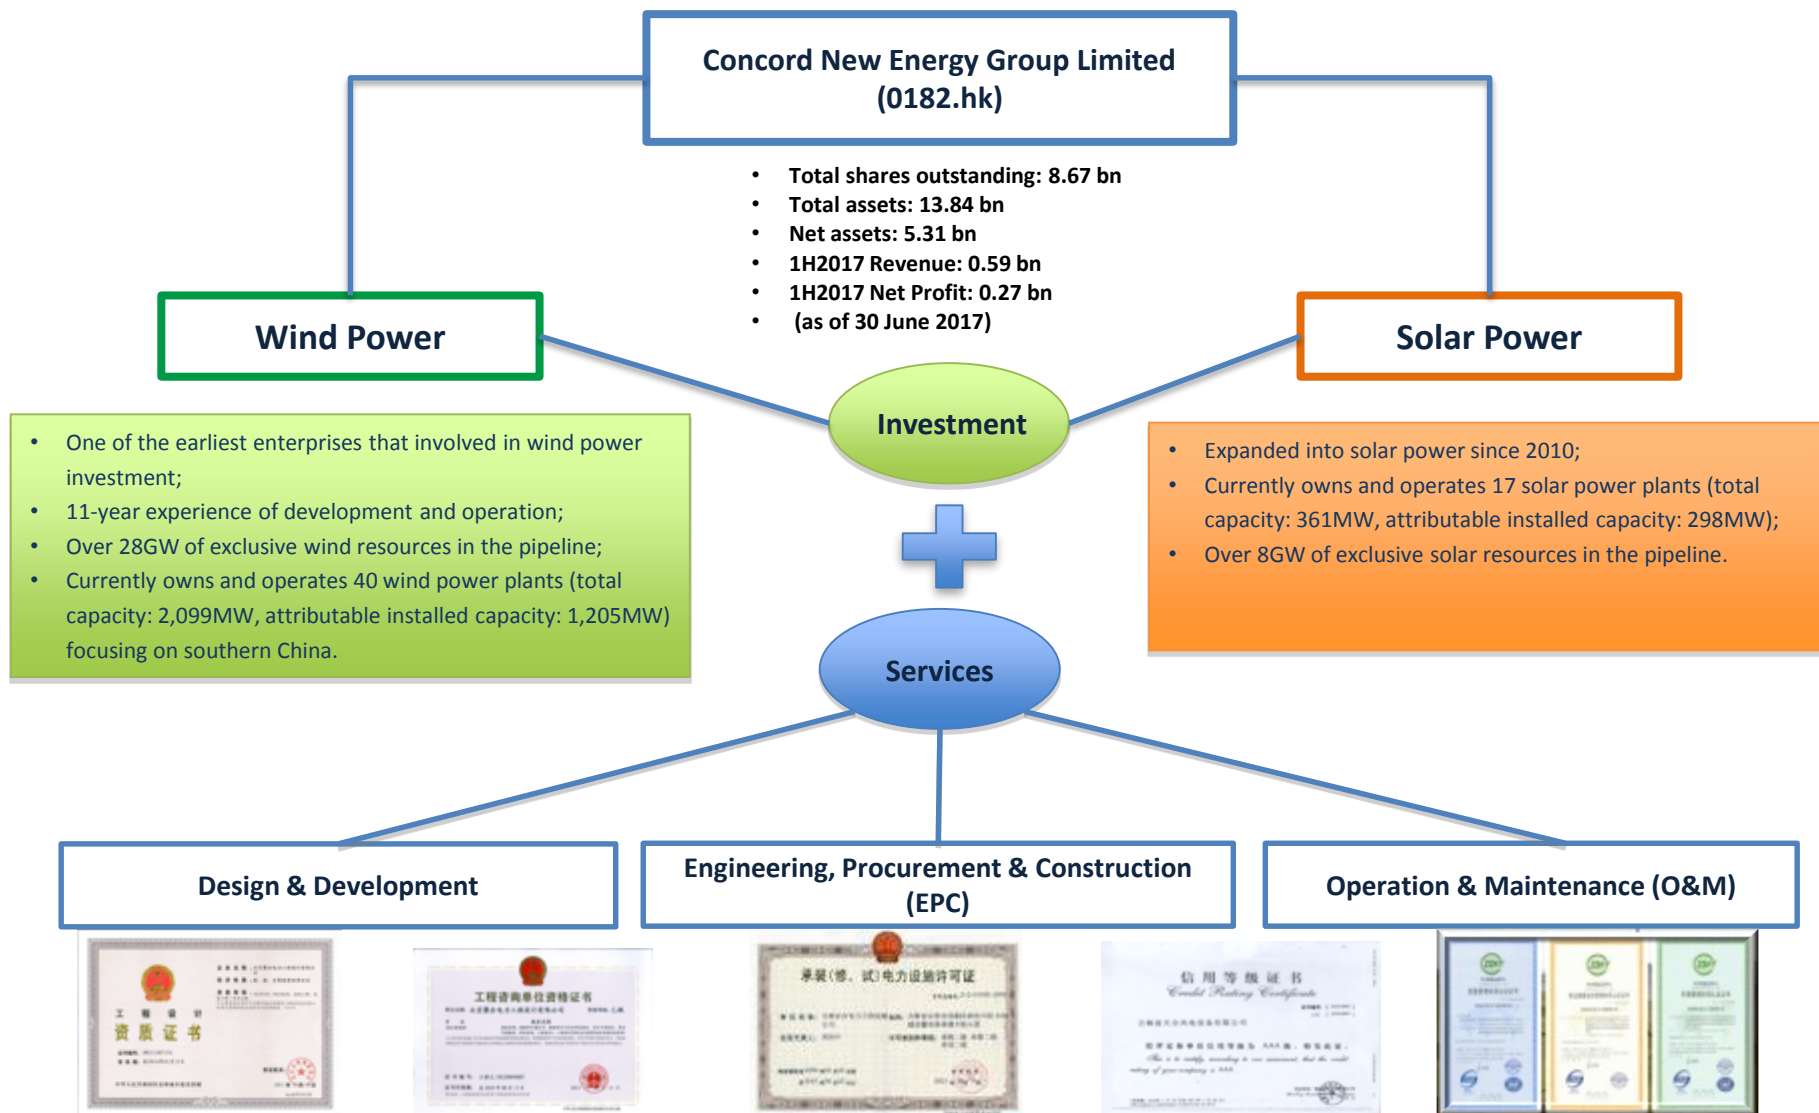 Concord New Energy Group Limited
(0182.hk)
• Total shares outstanding: 8.67 bn
• Total assets: 13.84 bn
• Net assets: 5.31 bn
• 1H2017 Revenue: 0.59 bn
• 1H2017 Net Profit: 0.27 bn
• (as of 30 June 2017)
Wind Power
Solar Power
Investment
• One of the earliest enterprises that involved in wind power
investment;
• 11-year experience of development and operation;
• Over 28GW of exclusive wind resources in the pipeline;
• Currently owns and operates 40 wind power plants (total
capacity: 2,099MW, attributable installed capacity: 1,205MW)
focusing on southern China.
• Expanded into solar power since 2010;
• Currently owns and operates 17 solar power plants (total
capacity: 361MW, attributable installed capacity: 298MW);
• Over 8GW of exclusive solar resources in the pipeline.
Services
Design & Development
Engineering, Procurement & Construction
(EPC)
Operation & Maintenance (O&M)
工程设计
资质证书
工程咨询单位资格证书
承装(修、试)电力设施许可证
信用等级证书
Credit Rating Certificate